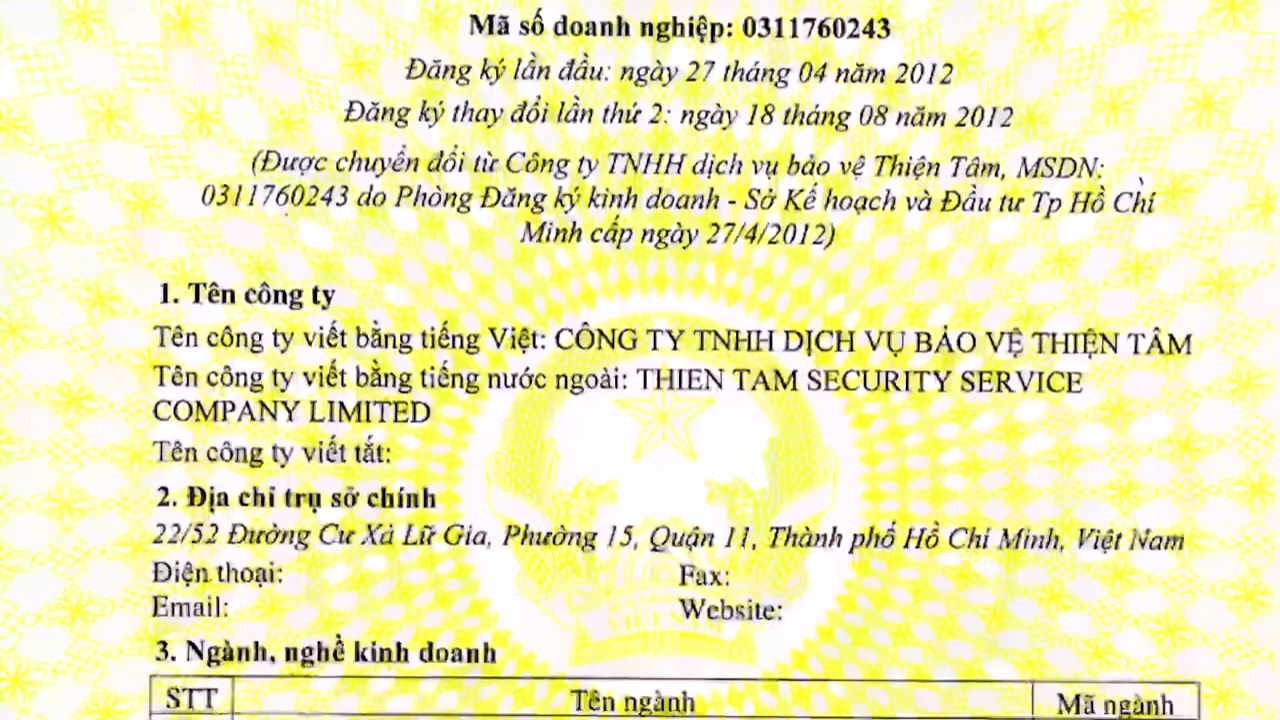 Mã số doanh nghiệp: 0311760243
Đăng ký lần đầu: ngày 27 tháng 04 năm 2012
Đăng ký thay đổi lần thứ 2: ngày 18 tháng 08 năm 2012
(Được chuyển đổi từ Công ty TNHH dịch vụ bảo vệ Thiện Tâm, MSDN:
0311760243 do Phòng Đăng ký kinh doanh - Sở Kế hoạch và Đầu tư Tp Hồ Chí
Minh cấp ngày 27/4/2012)
1. Tên công ty
Tên công ty viết bằng tiếng Việt: CÔNG TY TNHH DỊCH VỤ BẢO VỆ THIỆN TÂM
Tên công ty viết bằng tiếng nước ngoài: THIEN TAM SECURITY SERVICE
COMPANY LIMITED
Tên công ty viết tắt:
2. Địa chỉ trụ sở chính
22/52 Đường Cư Xá Lữ Gia, Phường 15, Quận 11, Thành phố Hồ Chí Minh, Việt Nam
Điện thoại: Fax:
Email: Website:
3. Ngành, nghề kinh doanh
STT Tên ngành Mã ngành